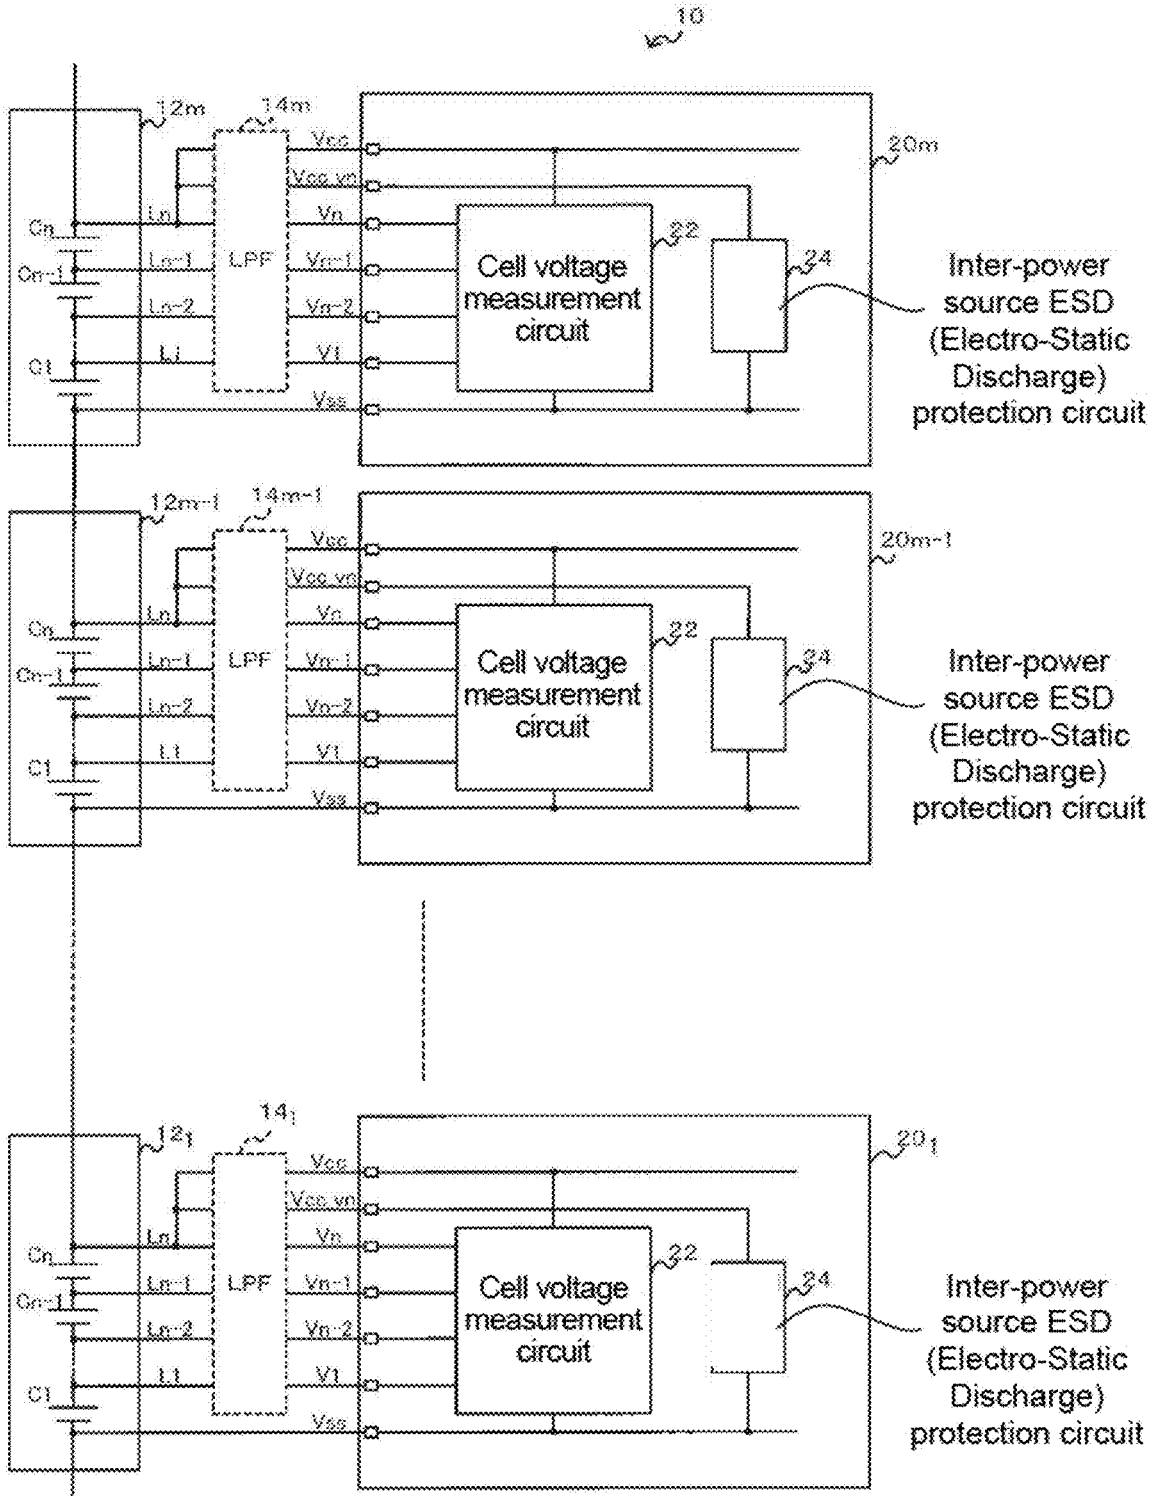 10
12m
14m
Vcc
20m
Vcc_vn
Ln
Vn
22
Cn
Ln-1
LPF
Vn-1
Cn-1
Ln-2
Vn-2
L1
V1
C1
Vss
Cell voltage
measurement
circuit
24
Inter-power
source ESD
(Electro-Static
Discharge)
protection circuit
12m-1
14m-1
Vcc
20m-1
Vcc_vn
Ln
Vn
22
Cn
Ln-1
LPF
Vn-1
Cn-1
Ln-2
Vn-2
L1
V1
C1
Vss
Cell voltage
measurement
circuit
24
Inter-power
source ESD
(Electro-Static
Discharge)
protection circuit
12₁
14₁
Vcc
20₁
Vcc_vn
Ln
Vn
22
Cn
Ln-1
LPF
Vn-1
Cn-1
Ln-2
Vn-2
L1
V1
C1
Vss
Cell voltage
measurement
circuit
24
Inter-power
source ESD
(Electro-Static
Discharge)
protection circuit